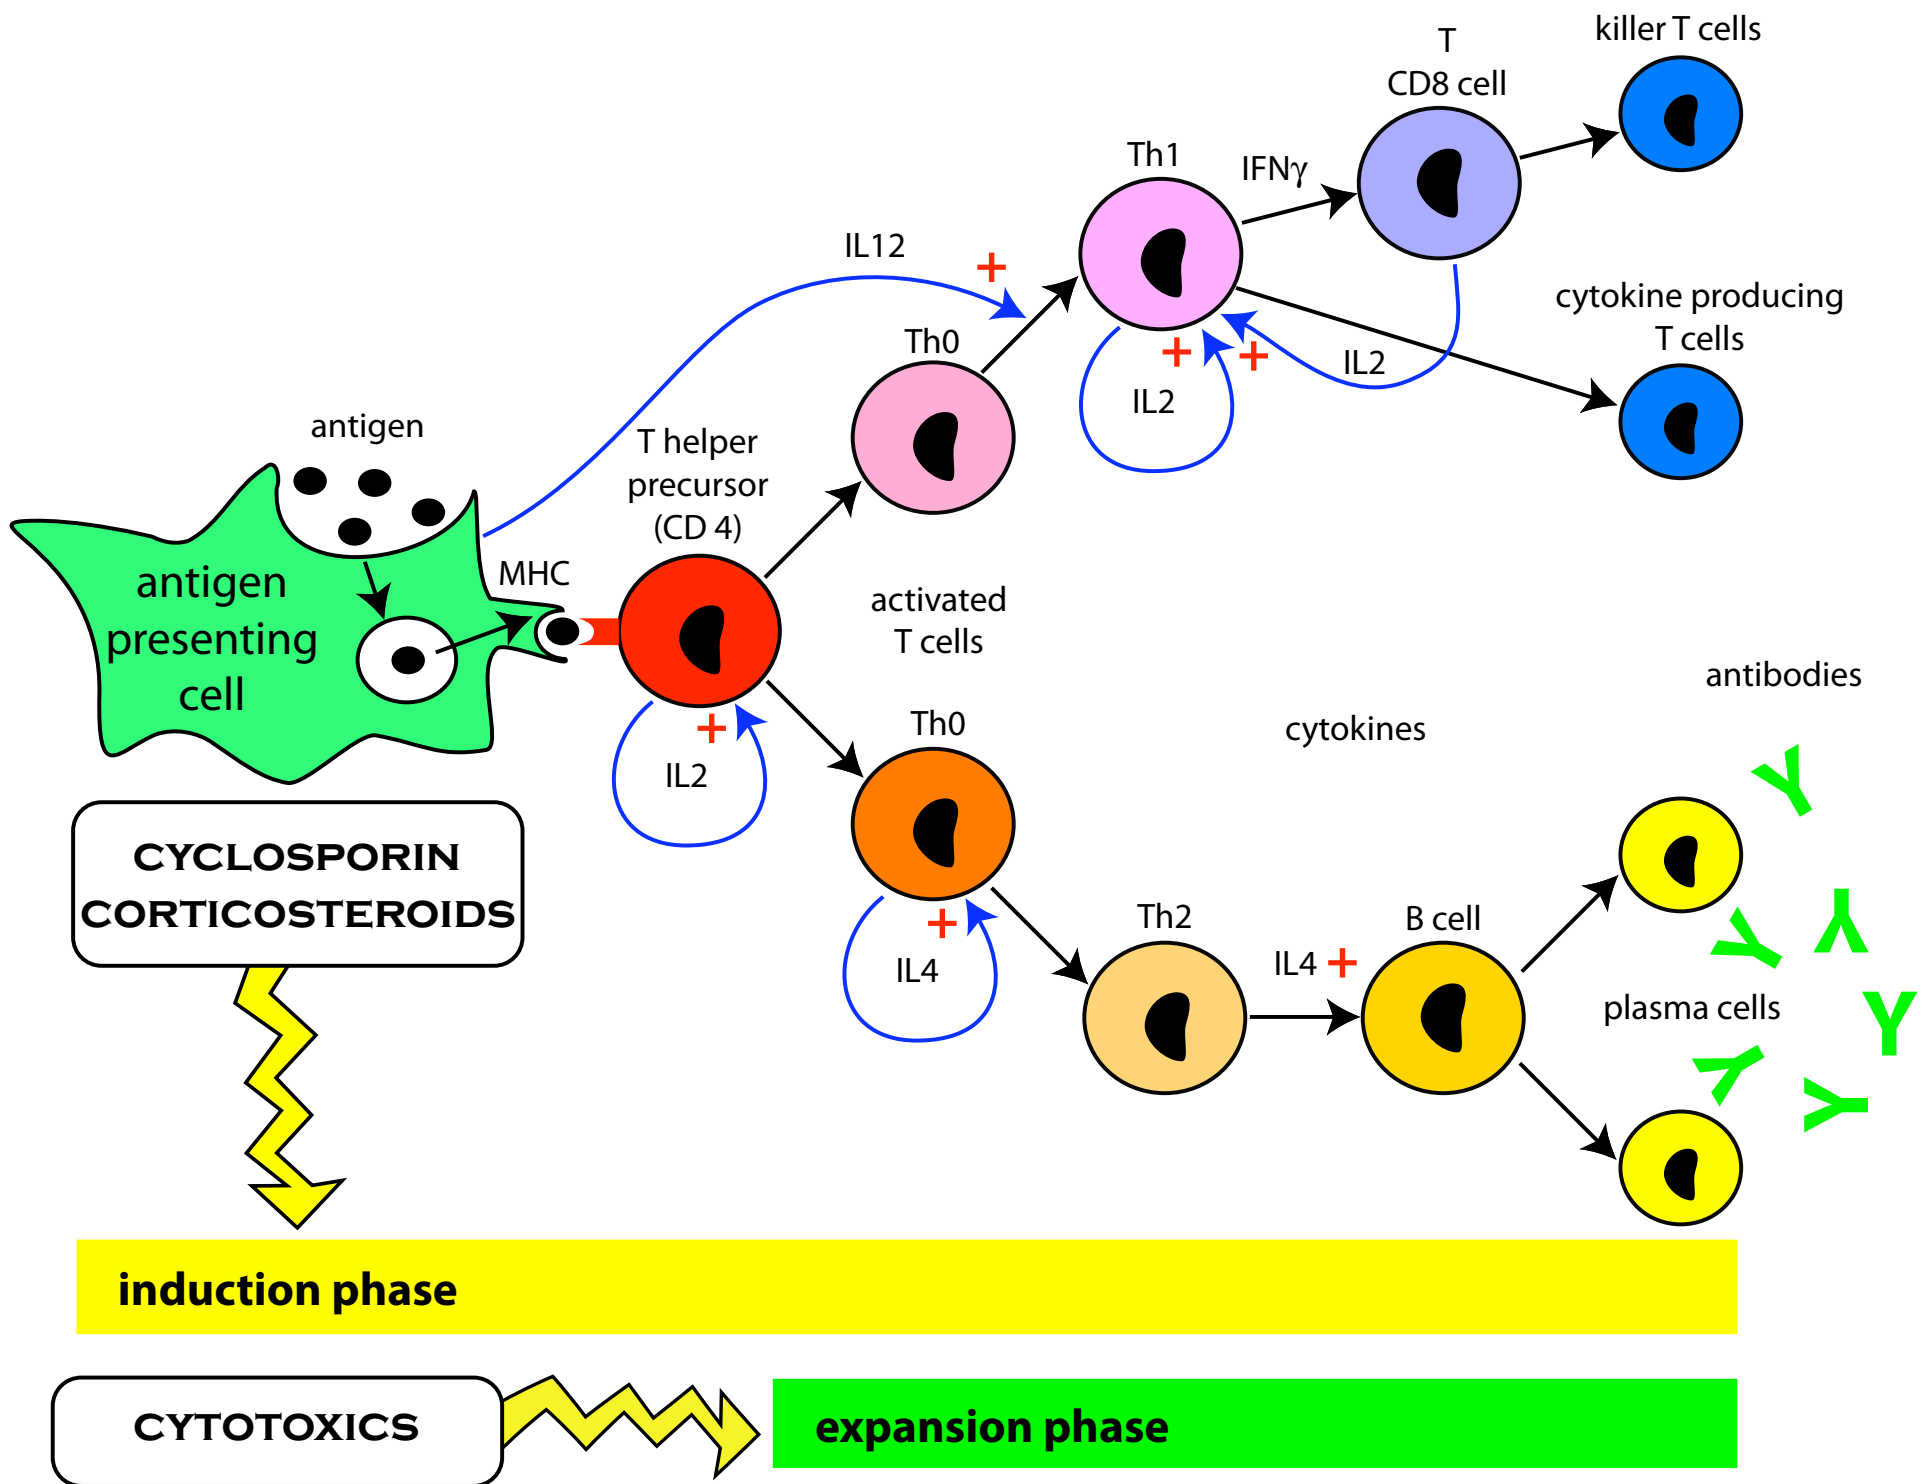 killer T cells
T
CD8 cell
Th1
IFNγ
IL12
+
cytokine producing
T cells
Th0
+
+
IL2
IL2
antigen
T helper
precursor
(CD 4)
MHC
antigen
presenting
cell
activated
T cells
antibodies
Th0
cytokines
+
IL2
CYCLOSPORIN
CORTICOSTEROIDS
+
IL4
Th2
IL4 +
B cell
plasma cells
induction phase
CYTOTOXICS
expansion phase